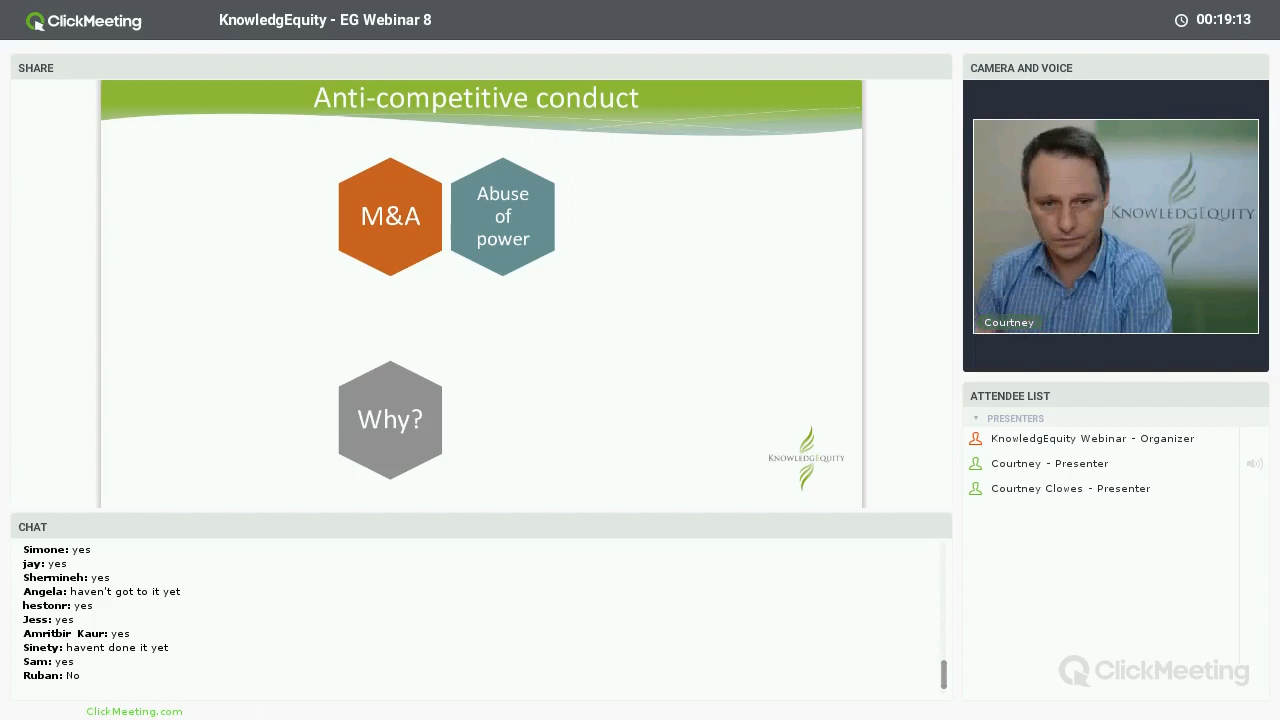 ClickMeeting
KnowledgEquity - EG Webinar 8
00:19:13
SHARE
Anti-competitive conduct
M&A
Abuse
of
power
Why?
KNOWLEDGEQUITY
CHAT
Simone: yes
jay: yes
Shermineh: yes
Angela: haven't got to it yet
hestonr: yes
Jess: yes
Amritbir Kaur: yes
Sinety: havent done it yet
Sam: yes
Ruban: No
ClickMeeting.com
CAMERA AND VOICE
KNOWLEDGEQUITY
Courtney
ATTENDEE LIST
PRESENTERS
KnowledgEquity Webinar - Organizer
Courtney - Presenter
Courtney Clowes - Presenter
ClickMeeting